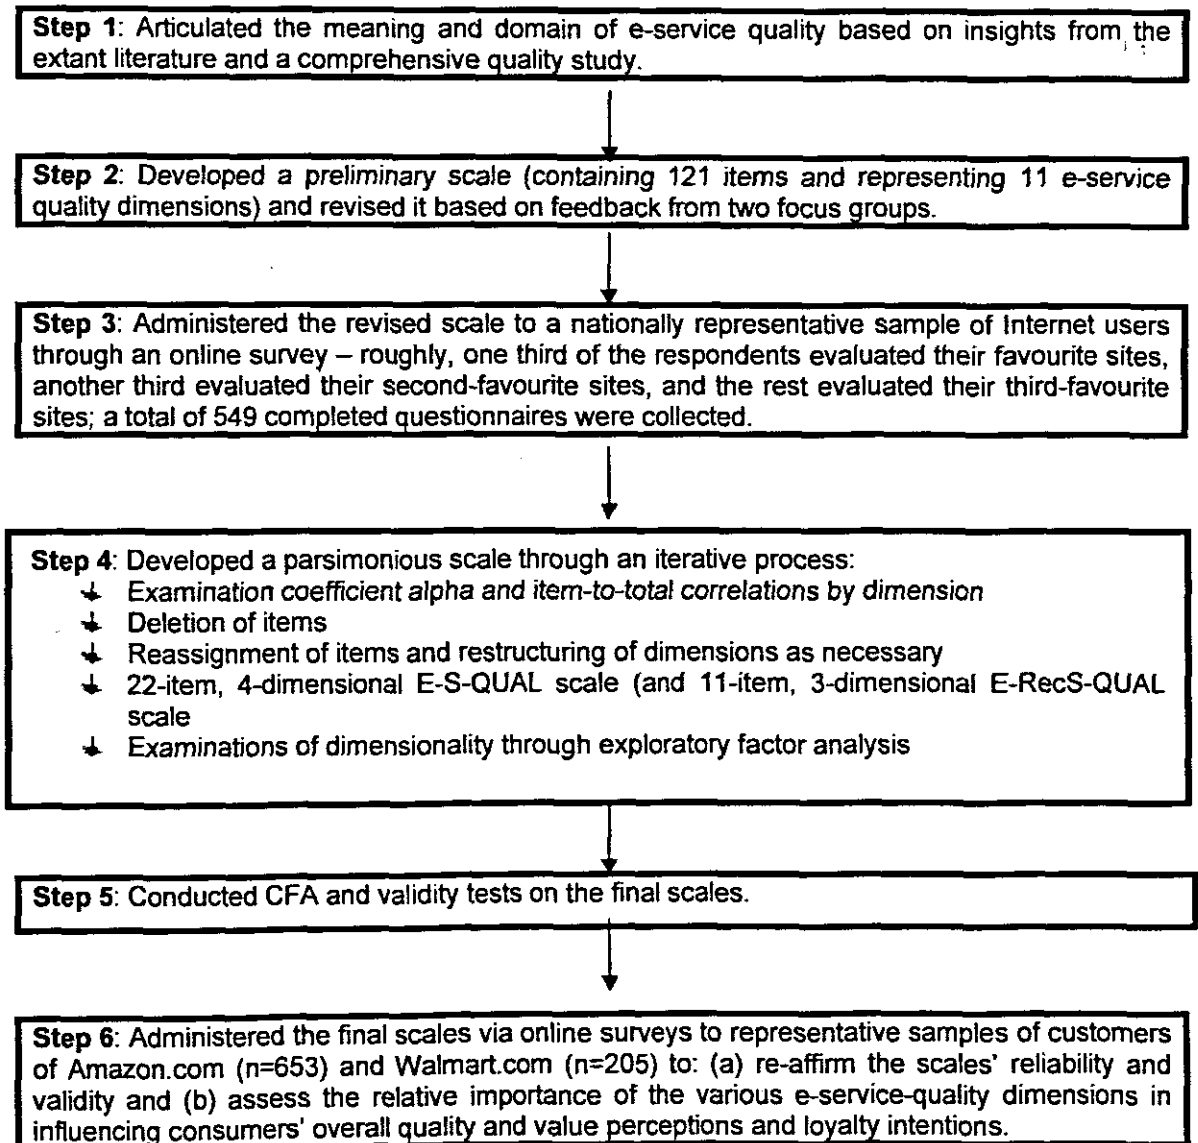 Step 1: Articulated the meaning and domain of e-service quality based on insights from the
extant literature and a comprehensive quality study.
Step 2: Developed a preliminary scale (containing 121 items and representing 11 e-service
quality dimensions) and revised it based on feedback from two focus groups.
Step 3: Administered the revised scale to a nationally representative sample of Internet users
through an online survey – roughly, one third of the respondents evaluated their favourite sites,
another third evaluated their second-favourite sites, and the rest evaluated their third-favourite
sites; a total of 549 completed questionnaires were collected.
Step 4: Developed a parsimonious scale through an iterative process:
Examination coefficient alpha and item-to-total correlations by dimension
Deletion of items
Reassignment of items and restructuring of dimensions as necessary
22-item, 4-dimensional E-S-QUAL scale (and 11-item, 3-dimensional E-RecS-QUAL
scale
Examinations of dimensionality through exploratory factor analysis
Step 5: Conducted CFA and validity tests on the final scales.
Step 6: Administered the final scales via online surveys to representative samples of customers
of Amazon.com (n=653) and Walmart.com (n=205) to: (a) re-affirm the scales' reliability and
validity and (b) assess the relative importance of the various e-service-quality dimensions in
influencing consumers' overall quality and value perceptions and loyalty intentions.